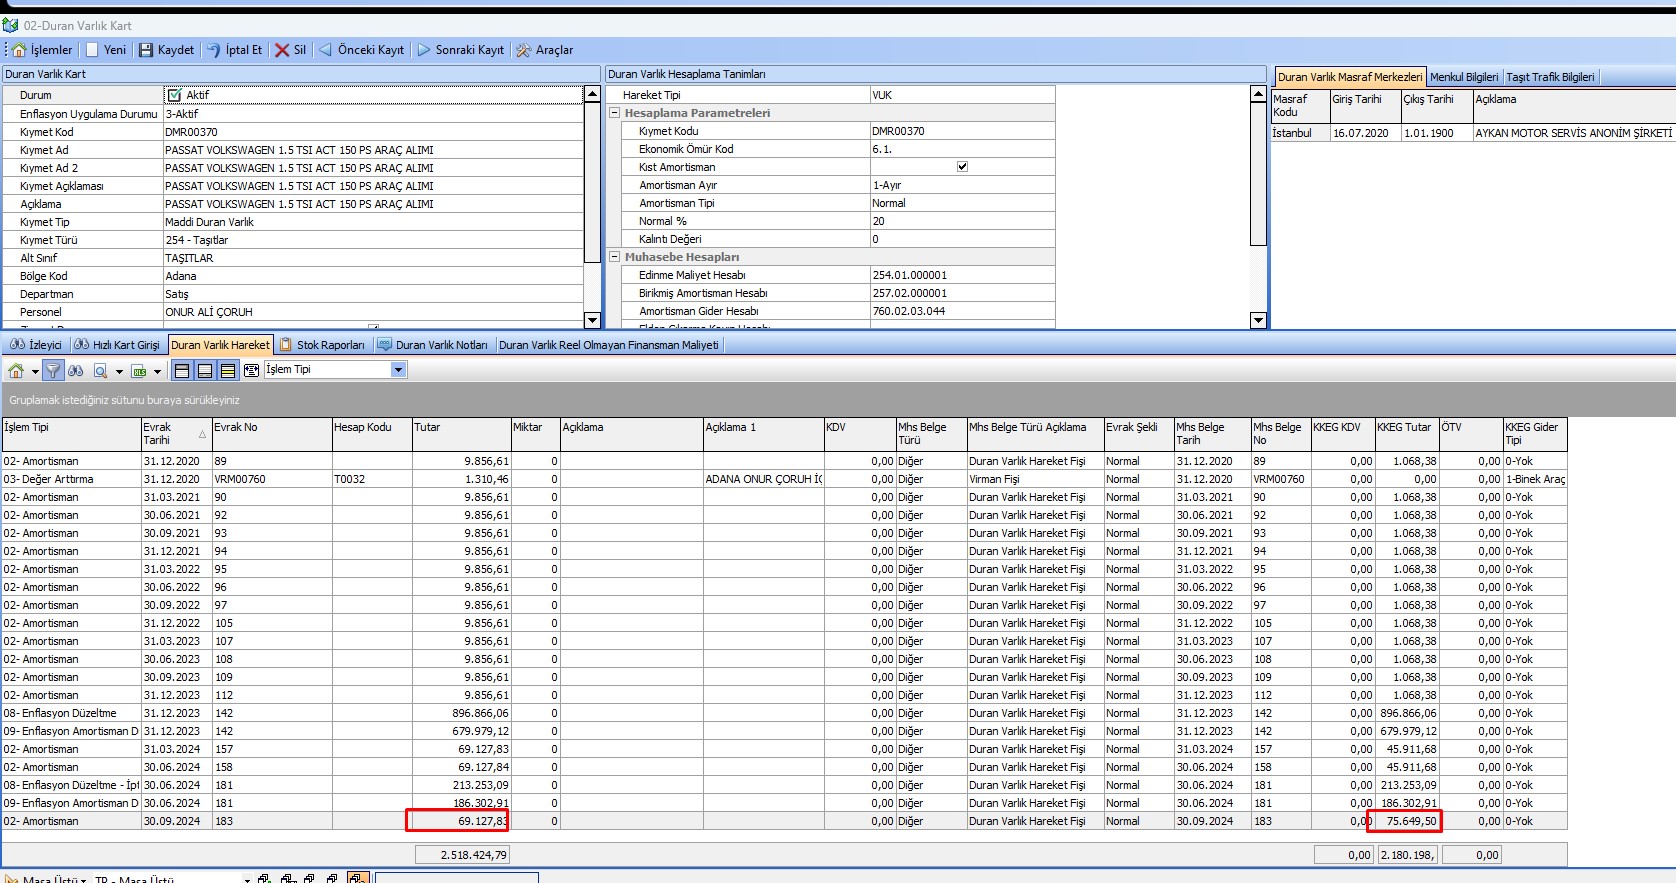 02-Duran Varlık Kart
İşlemler Yeni Kaydet İptal Et Sil Önceki Kayıt Sonraki Kayıt Araçlar
Duran Varlık Kart
Durum Aktif
Enflasyon Uygulama Durumu 3-Aktif
Kıymet Kod DMR00370
Kıymet Ad PASSAT VOLKSWAGEN 1.5 TSI ACT 150 PS ARAÇ ALIMI
Kıymet Ad 2 PASSAT VOLKSWAGEN 1.5 TSI ACT 150 PS ARAÇ ALIMI
Kıymet Açıklaması PASSAT VOLKSWAGEN 1.5 TSI ACT 150 PS ARAÇ ALIMI
Açıklama PASSAT VOLKSWAGEN 1.5 TSI ACT 150 PS ARAÇ ALIMI
Kıymet Tip Maddi Duran Varlık
Kıymet Türü 254 - Taşıtlar
Alt Sınıf TAŞITLAR
Bölge Kod Adana
Departman Satış
Personel ONUR ALİ ÇORUH
Duran Varlık Hesaplama Tanimları
Hareket Tipi VUK
Hesaplama Parametreleri
Kıymet Kodu DMR00370
Ekonomik Ömür Kod 6.1.
Kıst Amortisman
Amortisman Ayır 1-Ayır
Amortisman Tipi Normal
Normal % 20
Kalıntı Değeri 0
Muhasebe Hesapları
Edinme Maliyet Hesabı 254.01.000001
Birikmiş Amortisman Hesabı 257.02.000001
Amortisman Gider Hesabı 760.02.03.044
Duran Varlık Masraf Merkezleri Menkul Bilgileri Taşıt Trafik Bilgileri
Masraf Kodu Giriş Tarihi Çıkış Tarihi Açıklama
İstanbul 16.07.2020 1.01.1900 AYKAN MOTOR SERVİS ANONİM ŞİRKETİ
İzleyici Hızlı Kart Girişi Duran Varlık Hareket Stok Raporları Duran Varlık Notları Duran Varlık Reel Olmayan Finansman Maliyeti
İşlem Tipi
Gruplamak istediğiniz sütunu buraya sürükleyiniz
İşlem Tipi Evrak Tarihi Evrak No Hesap Kodu Tutar Miktar Açıklama Açıklama 1 KDV Mhs Belge Türü Mhs Belge Türü Açıklama Evrak Şekli Mhs Belge Tarih Mhs Belge No KKEG KDV KKEG Tutar ÖTV KKEG Gider Tipi
02- Amortisman 31.12.2020 89 9.856,61 0 0,00 Diğer Duran Varlık Hareket Fişi Normal 31.12.2020 89 0,00 1.068,38 0,00 0-Yok
03- Değer Arttırma 31.12.2020 VRM00760 T0032 1.310,46 0 ADANA ONUR ÇORUH İÇ 0,00 Diğer Virman Fişi Normal 31.12.2020 VRM00760 0,00 0,00 0,00 1-Binek Araç
02- Amortisman 31.03.2021 90 9.856,61 0 0,00 Diğer Duran Varlık Hareket Fişi Normal 31.03.2021 90 0,00 1.068,38 0,00 0-Yok
02- Amortisman 30.06.2021 92 9.856,61 0 0,00 Diğer Duran Varlık Hareket Fişi Normal 30.06.2021 92 0,00 1.068,38 0,00 0-Yok
02- Amortisman 30.09.2021 93 9.856,61 0 0,00 Diğer Duran Varlık Hareket Fişi Normal 30.09.2021 93 0,00 1.068,38 0,00 0-Yok
02- Amortisman 31.12.2021 94 9.856,61 0 0,00 Diğer Duran Varlık Hareket Fişi Normal 31.12.2021 94 0,00 1.068,38 0,00 0-Yok
02- Amortisman 31.03.2022 95 9.856,61 0 0,00 Diğer Duran Varlık Hareket Fişi Normal 31.03.2022 95 0,00 1.068,38 0,00 0-Yok
02- Amortisman 30.06.2022 96 9.856,61 0 0,00 Diğer Duran Varlık Hareket Fişi Normal 30.06.2022 96 0,00 1.068,38 0,00 0-Yok
02- Amortisman 30.09.2022 97 9.856,61 0 0,00 Diğer Duran Varlık Hareket Fişi Normal 30.09.2022 97 0,00 1.068,38 0,00 0-Yok
02- Amortisman 31.12.2022 105 9.856,61 0 0,00 Diğer Duran Varlık Hareket Fişi Normal 31.12.2022 105 0,00 1.068,38 0,00 0-Yok
02- Amortisman 31.03.2023 107 9.856,61 0 0,00 Diğer Duran Varlık Hareket Fişi Normal 31.03.2023 107 0,00 1.068,38 0,00 0-Yok
02- Amortisman 30.06.2023 108 9.856,61 0 0,00 Diğer Duran Varlık Hareket Fişi Normal 30.06.2023 108 0,00 1.068,38 0,00 0-Yok
02- Amortisman 30.09.2023 109 9.856,61 0 0,00 Diğer Duran Varlık Hareket Fişi Normal 30.09.2023 109 0,00 1.068,38 0,00 0-Yok
02- Amortisman 31.12.2023 112 9.856,61 0 0,00 Diğer Duran Varlık Hareket Fişi Normal 31.12.2023 112 0,00 1.068,38 0,00 0-Yok
08- Enflasyon Düzeltme 31.12.2023 142 896.866,06 0 0,00 Diğer Duran Varlık Hareket Fişi Normal 31.12.2023 142 0,00 896.866,06 0,00 0-Yok
09- Enflasyon Amortisman D 31.12.2023 142 679.979,12 0 0,00 Diğer Duran Varlık Hareket Fişi Normal 31.12.2023 142 0,00 679.979,12 0,00 0-Yok
02- Amortisman 31.03.2024 157 69.127,83 0 0,00 Diğer Duran Varlık Hareket Fişi Normal 31.03.2024 157 0,00 45.911,68 0,00 0-Yok
02- Amortisman 30.06.2024 158 69.127,84 0 0,00 Diğer Duran Varlık Hareket Fişi Normal 30.06.2024 158 0,00 45.911,68 0,00 0-Yok
08- Enflasyon Düzeltme - İpt 30.06.2024 181 213.253,09 0 0,00 Diğer Duran Varlık Hareket Fişi Normal 30.06.2024 181 0,00 213.253,09 0,00 0-Yok
09- Enflasyon Amortisman D 30.06.2024 181 186.302,91 0 0,00 Diğer Duran Varlık Hareket Fişi Normal 30.06.2024 181 0,00 186.302,91 0,00 0-Yok
02- Amortisman 30.09.2024 183 69.127,83 0 0,00 Diğer Duran Varlık Hareket Fişi Normal 30.09.2024 183 0,00 75.649,50 0,00 0-Yok
2.518.424,79 0,00 2.180.198, 0,00
Masa Üstü TR - Masa Üstü